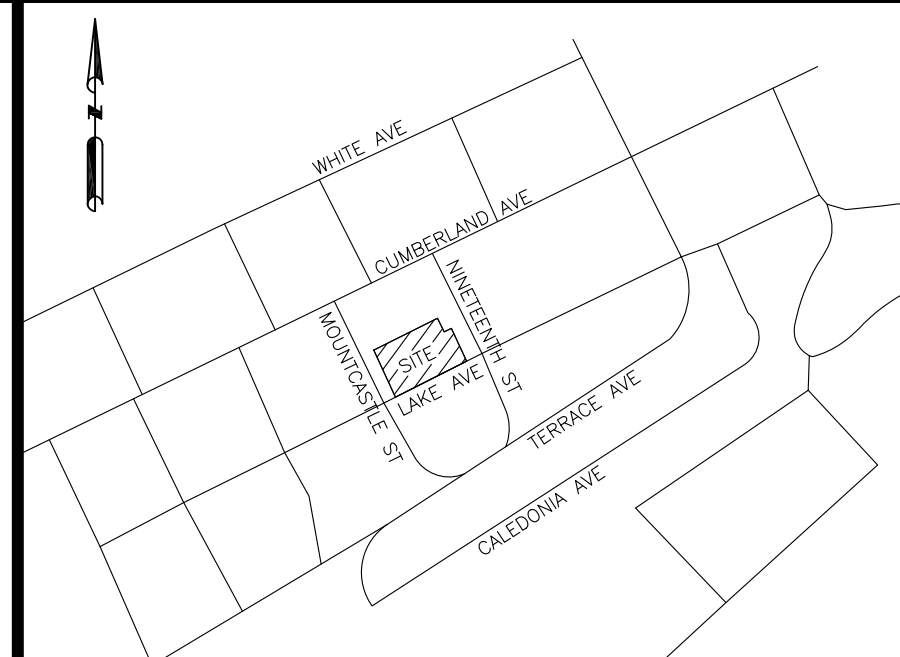 N
WHITE AVE
CUMBERLAND AVE
NINETEENTH ST
MOUNTCASTLE ST
SITE
LAKE AVE
TERRACE AVE
CALEDONIA AVE